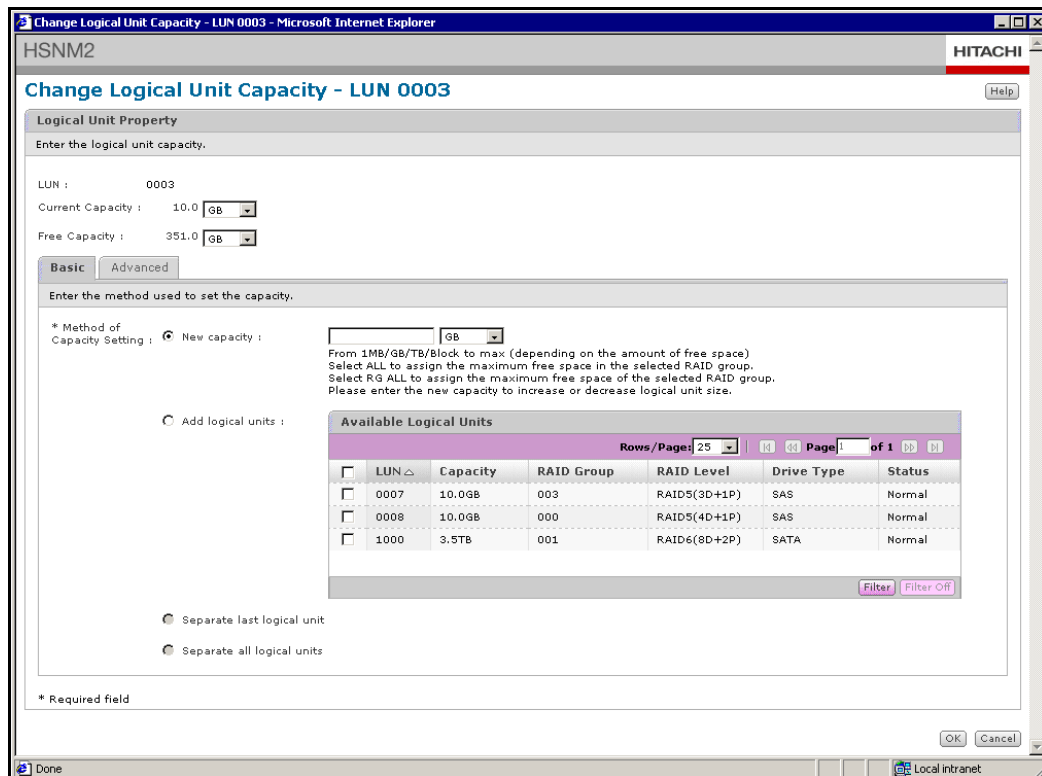 Change Logical Unit Capacity - LUN 0003 - Microsoft Internet Explorer
HSNM2
HITACHI
Change Logical Unit Capacity - LUN 0003
Help
Logical Unit Property
Enter the logical unit capacity.
LUN : 0003
Current Capacity : 10.0 GB
Free Capacity : 351.0 GB
Basic Advanced
Enter the method used to set the capacity.
* Method of
Capacity Setting : New capacity : GB
From 1MB/GB/TB/Block to max (depending on the amount of free space)
Select ALL to assign the maximum free space in the selected RAID group.
Select RG ALL to assign the maximum free space of the selected RAID group.
Please enter the new capacity to increase or decrease logical unit size.
Add logical units : Available Logical Units
Rows/Page: 25 Page 1 of 1
LUN Capacity RAID Group RAID Level Drive Type Status
0007 10.0GB 003 RAID5(3D+1P) SAS Normal
0008 10.0GB 000 RAID5(4D+1P) SAS Normal
1000 3.5TB 001 RAID6(8D+2P) SATA Normal
Filter Filter Off
Separate last logical unit
Separate all logical units
* Required field
OK Cancel
Done Local intranet